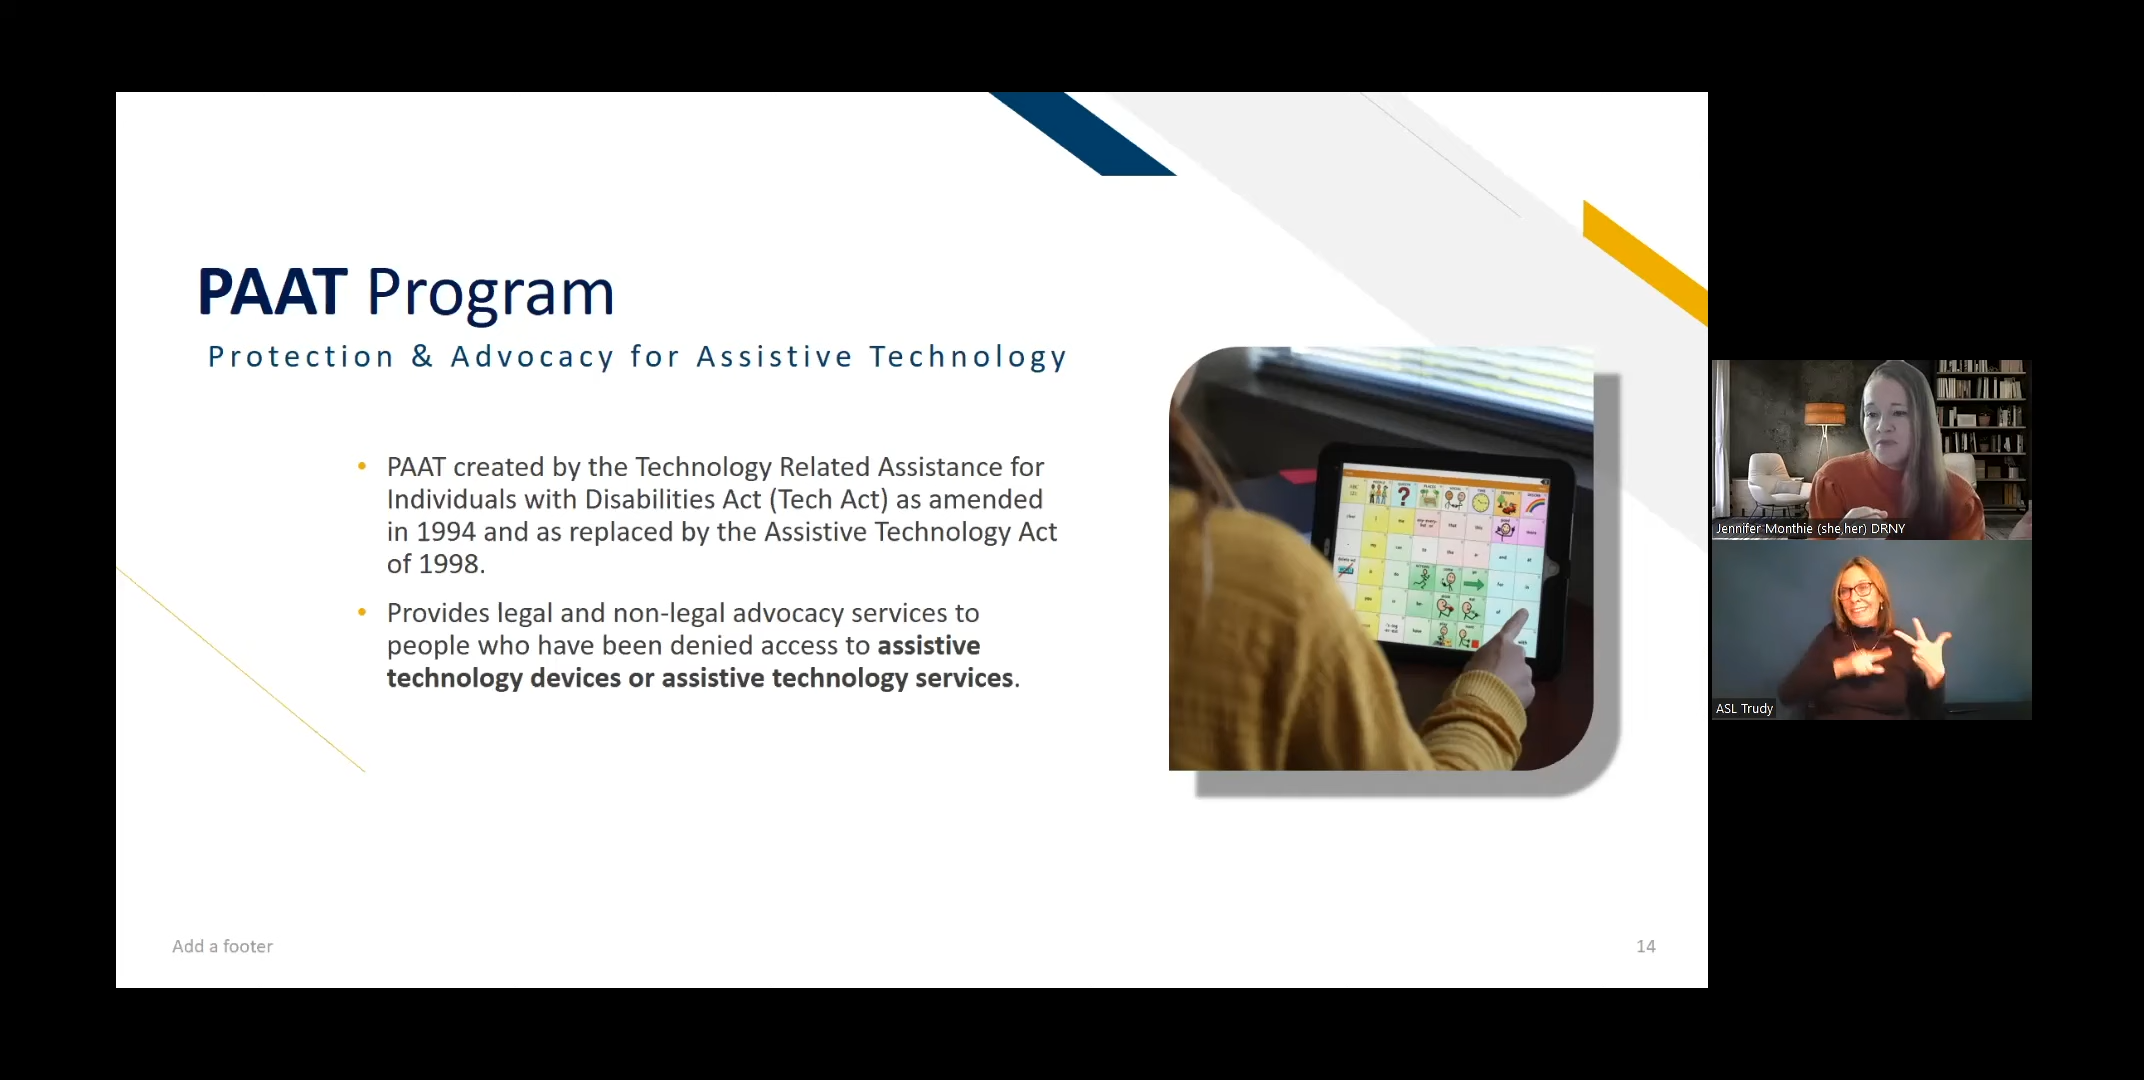 PAAT Program
Protection & Advocacy for Assistive Technology
• PAAT created by the Technology Related Assistance for
Individuals with Disabilities Act (Tech Act) as amended
in 1994 and as replaced by the Assistive Technology Act
of 1998.
• Provides legal and non-legal advocacy services to
people who have been denied access to assistive
technology devices or assistive technology services.
Add a footer
14
Jennifer Monthie (she,her) DRNY
ASL Trudy